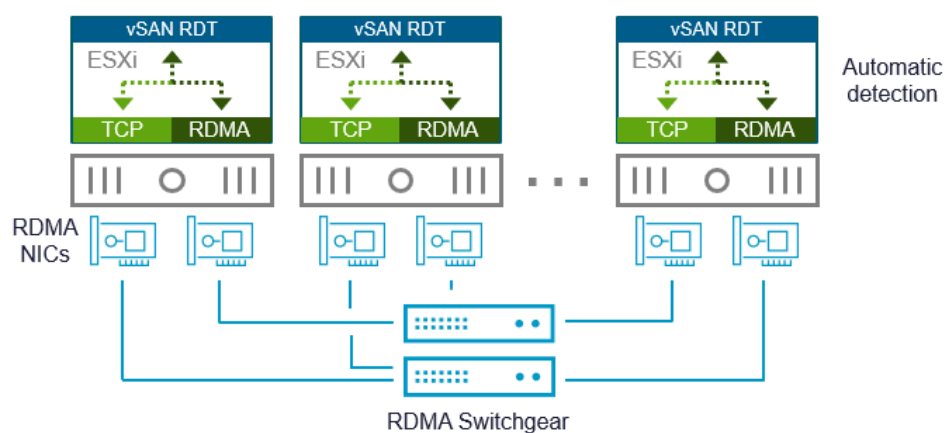 vSAN RDT
ESXi
TCP
RDMA
vSAN RDT
ESXi
TCP
RDMA
vSAN RDT
ESXi
TCP
RDMA
Automatic
detection
RDMA
NICs
RDMA Switchgear